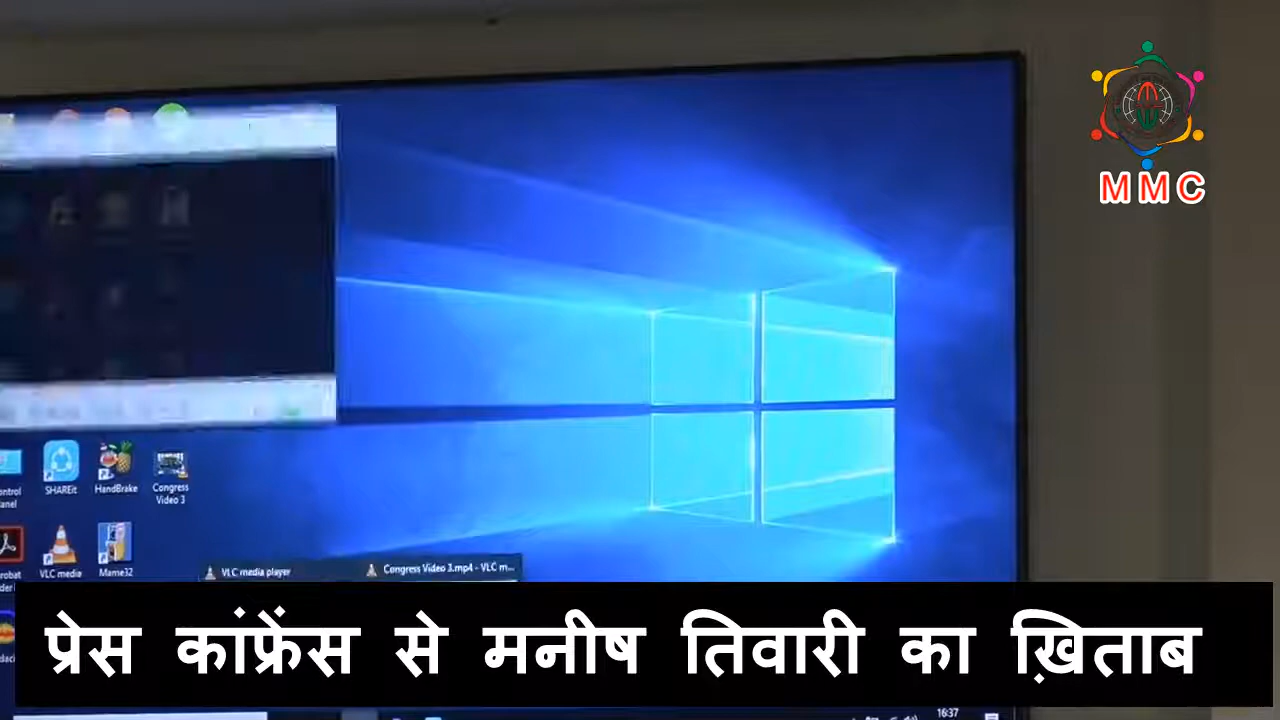 MMC
SHAREit
HandBrake
Congress
Video 3
VLC media
Mame32
VLC media player
Congress Video 3.mp4 - VLC m...
प्रेस कांफ्रेंस से मनीष तिवारी का ख़िताब
16:37